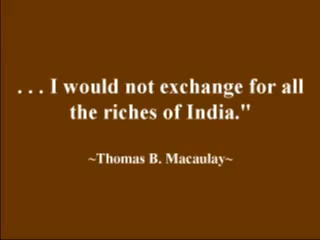 . . . I would not exchange for all
the riches of India."
~Thomas B. Macaulay~